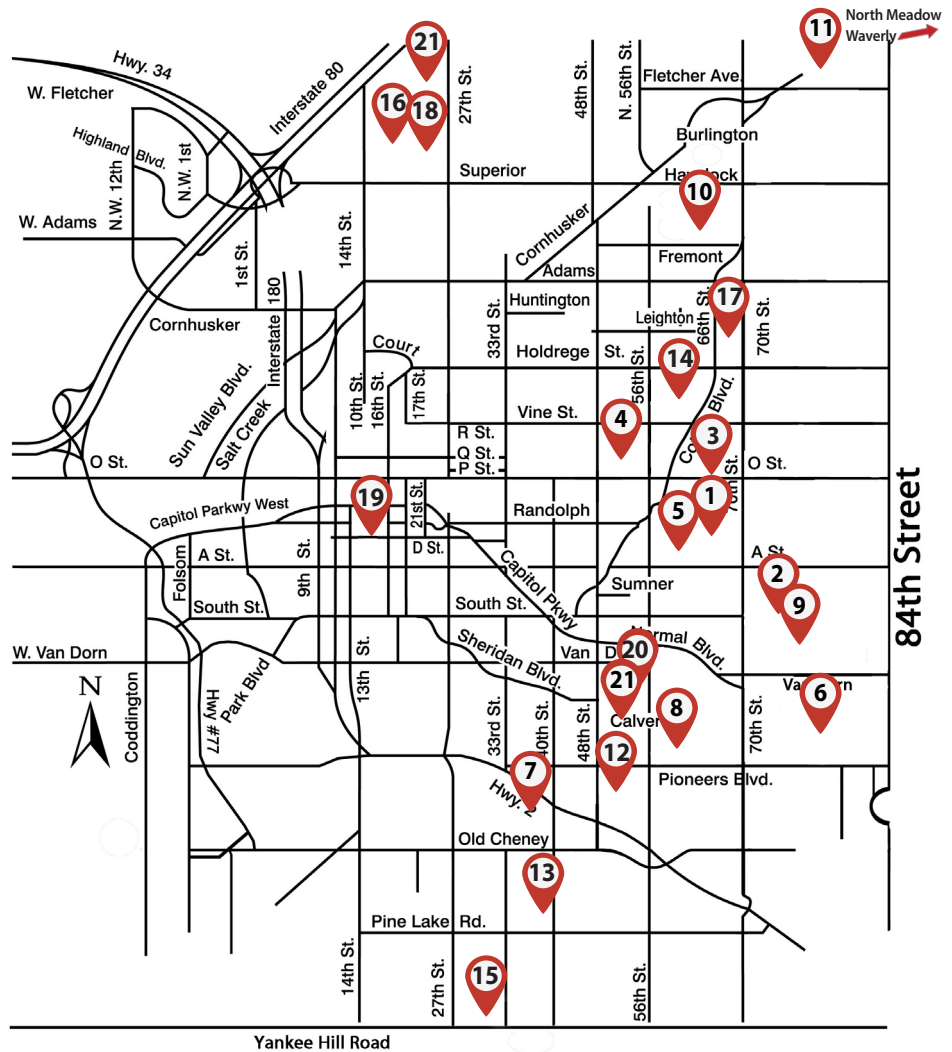 11
North Meadow
Waverly
21
Hwy. 34
Interstate 80
27th St.
48th St.
N. 56th St.
Fletcher Ave.
W. Fletcher
16
18
Burlington
Highland Blvd.
N.W. 1st
N.W. 12th
Superior
10
W. Adams
14th St.
1st St.
Cornhusker
Fremont
Adams
Interstate 180
Huntington
33rd St.
66th St.
17
70th St.
Leighton
Cornhusker
Court
Holdrege
St.
56th St.
14
Sun Valley Blvd.
Salt Creek
10th St.
16th St.
17th St.
Vine St.
4
Blvd.
3
R St.
Q St.
P St.
O St.
O St.
19
21st St.
Capitol Parkwy West
Randolph
5
1
84th Street
D St.
9th St.
A St.
A St.
Folsom
Capitol Pkwy
Sumner
2
9
South St.
South St.
W. Van Dorn
13th St.
Sheridan Blvd.
Van
20
Normal Blvd.
N
Coddington
Hwy #77
Park Blvd
21
6
8
33rd St.
40th St.
48th St.
70th St.
12
7
Hwy. 2
Pioneers Blvd.
Old Cheney
13
Pine Lake Rd.
14th St.
27th St.
15
56th St.
Yankee Hill Road